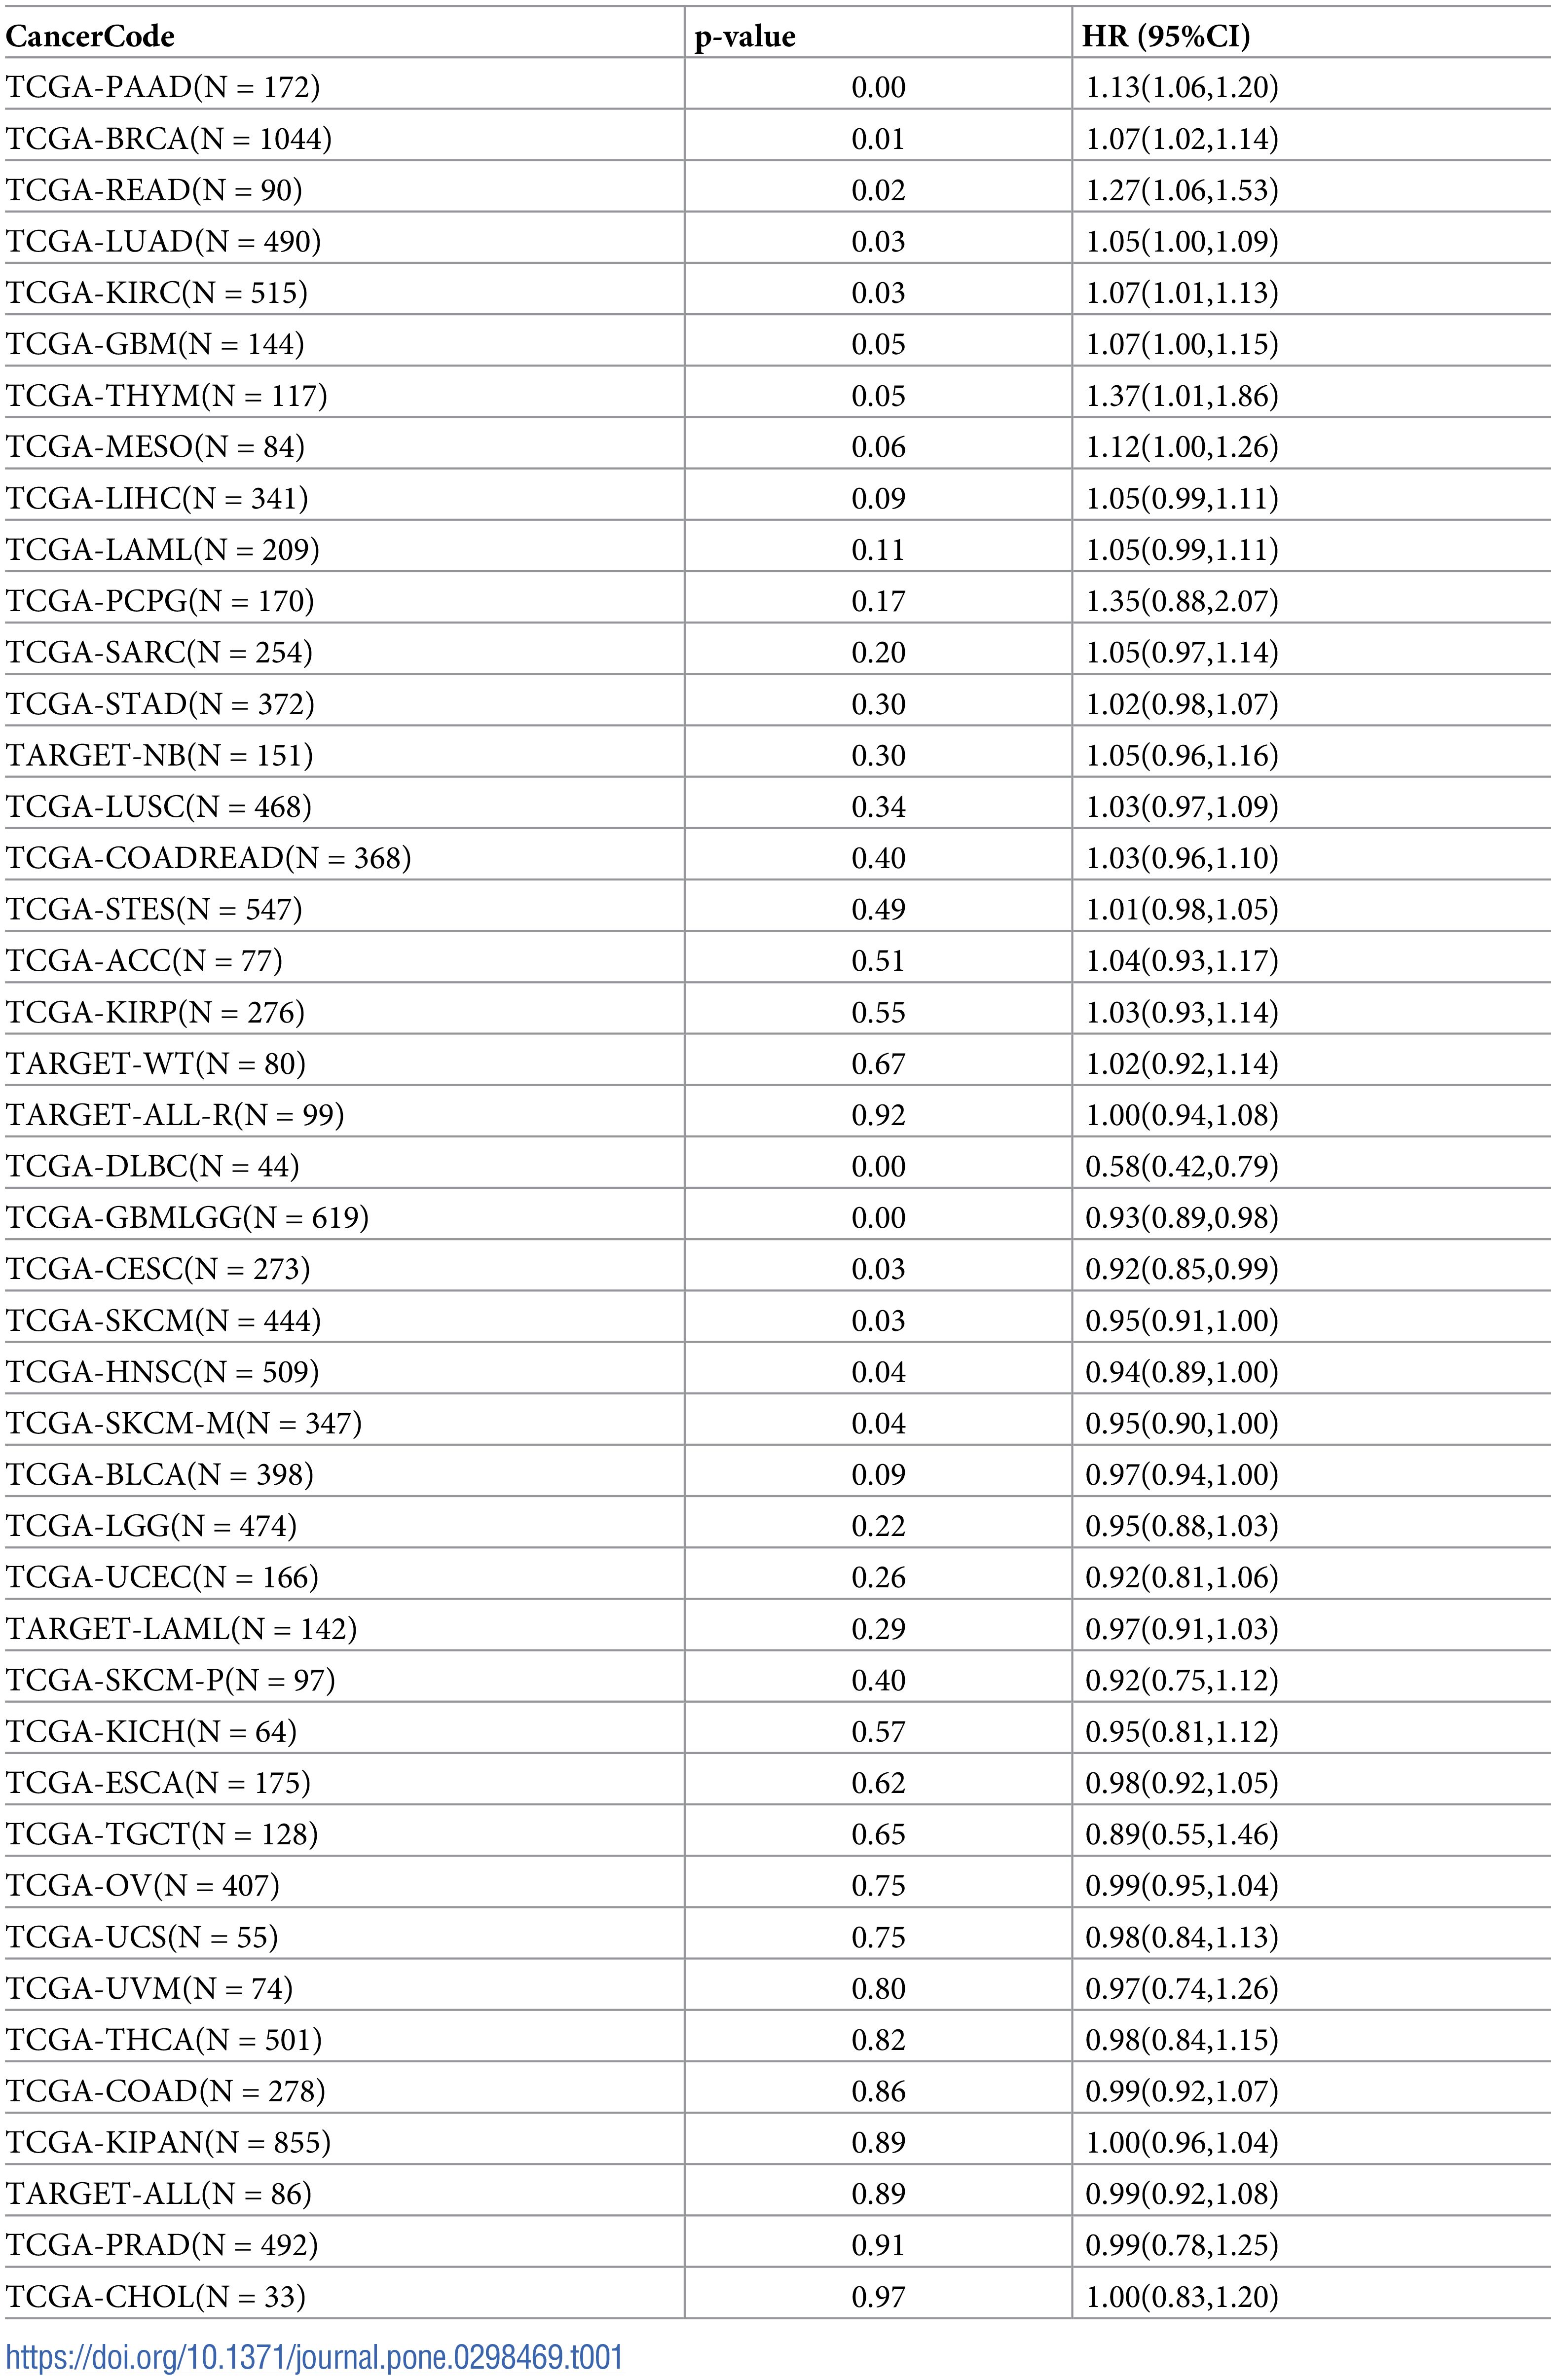 CancerCode p-value HR (95%CI)
TCGA-PAAD(N = 172) 0.00 1.13(1.06,1.20)
TCGA-BRCA(N = 1044) 0.01 1.07(1.02,1.14)
TCGA-READ(N = 90) 0.02 1.27(1.06,1.53)
TCGA-LUAD(N = 490) 0.03 1.05(1.00,1.09)
TCGA-KIRC(N = 515) 0.03 1.07(1.01,1.13)
TCGA-GBM(N = 144) 0.05 1.07(1.00,1.15)
TCGA-THYM(N = 117) 0.05 1.37(1.01,1.86)
TCGA-MESO(N = 84) 0.06 1.12(1.00,1.26)
TCGA-LIHC(N = 341) 0.09 1.05(0.99,1.11)
TCGA-LAML(N = 209) 0.11 1.05(0.99,1.11)
TCGA-PCPG(N = 170) 0.17 1.35(0.88,2.07)
TCGA-SARC(N = 254) 0.20 1.05(0.97,1.14)
TCGA-STAD(N = 372) 0.30 1.02(0.98,1.07)
TARGET-NB(N = 151) 0.30 1.05(0.96,1.16)
TCGA-LUSC(N = 468) 0.34 1.03(0.97,1.09)
TCGA-COADREAD(N = 368) 0.40 1.03(0.96,1.10)
TCGA-STES(N = 547) 0.49 1.01(0.98,1.05)
TCGA-ACC(N = 77) 0.51 1.04(0.93,1.17)
TCGA-KIRP(N = 276) 0.55 1.03(0.93,1.14)
TARGET-WT(N = 80) 0.67 1.02(0.92,1.14)
TARGET-ALL-R(N = 99) 0.92 1.00(0.94,1.08)
TCGA-DLBC(N = 44) 0.00 0.58(0.42,0.79)
TCGA-GBMLGG(N = 619) 0.00 0.93(0.89,0.98)
TCGA-CESC(N = 273) 0.03 0.92(0.85,0.99)
TCGA-SKCM(N = 444) 0.03 0.95(0.91,1.00)
TCGA-HNSC(N = 509) 0.04 0.94(0.89,1.00)
TCGA-SKCM-M(N = 347) 0.04 0.95(0.90,1.00)
TCGA-BLCA(N = 398) 0.09 0.97(0.94,1.00)
TCGA-LGG(N = 474) 0.22 0.95(0.88,1.03)
TCGA-UCEC(N = 166) 0.26 0.92(0.81,1.06)
TARGET-LAML(N = 142) 0.29 0.97(0.91,1.03)
TCGA-SKCM-P(N = 97) 0.40 0.92(0.75,1.12)
TCGA-KICH(N = 64) 0.57 0.95(0.81,1.12)
TCGA-ESCA(N = 175) 0.62 0.98(0.92,1.05)
TCGA-TGCT(N = 128) 0.65 0.89(0.55,1.46)
TCGA-OV(N = 407) 0.75 0.99(0.95,1.04)
TCGA-UCS(N = 55) 0.75 0.98(0.84,1.13)
TCGA-UVM(N = 74) 0.80 0.97(0.74,1.26)
TCGA-THCA(N = 501) 0.82 0.98(0.84,1.15)
TCGA-COAD(N = 278) 0.86 0.99(0.92,1.07)
TCGA-KIPAN(N = 855) 0.89 1.00(0.96,1.04)
TARGET-ALL(N = 86) 0.89 0.99(0.92,1.08)
TCGA-PRAD(N = 492) 0.91 0.99(0.78,1.25)
TCGA-CHOL(N = 33) 0.97 1.00(0.83,1.20)
https://doi.org/10.1371/journal.pone.0298469.t001